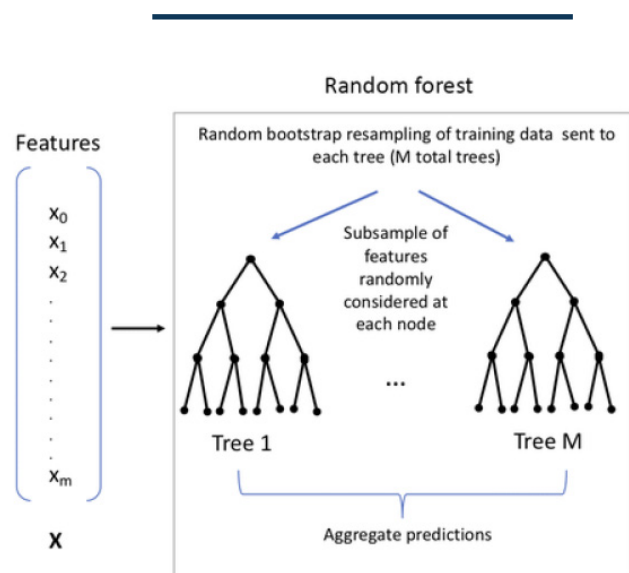 Random forest
Features
Random bootstrap resampling of training data sent to
each tree (M total trees)
x₀
x₁
x₂
.
.
.
.
.
.
.
.
.
xₘ
X
Subsample of
features
randomly
considered at
each node
...
Tree 1
Tree M
Aggregate predictions